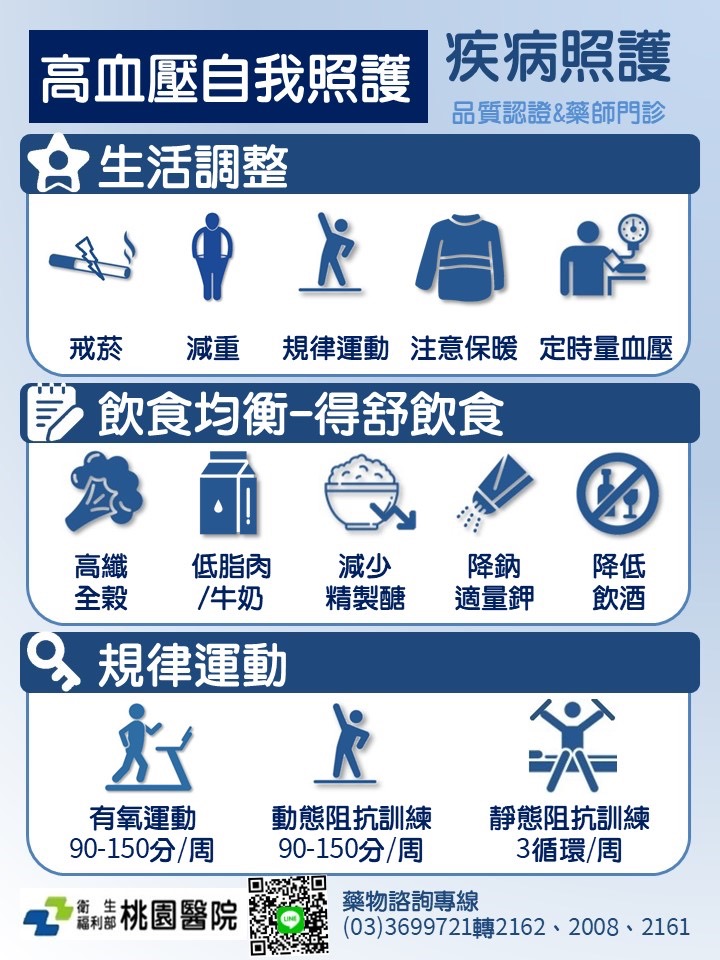 高血壓自我照護
疾病照護
品質認證&藥師門診
生活調整
戒菸
減重
規律運動
注意保暖
定時量血壓
飲食均衡-得舒飲食
高纖
全穀
低脂肉
/牛奶
減少
精製醣
降鈉
適量鉀
降低
飲酒
規律運動
有氧運動
90-150分/周
動態阻抗訓練
90-150分/周
靜態阻抗訓練
3循環/周
衛生
福利部
桃園醫院
LINE
藥物諮詢專線
(03)3699721轉2162、2008、2161